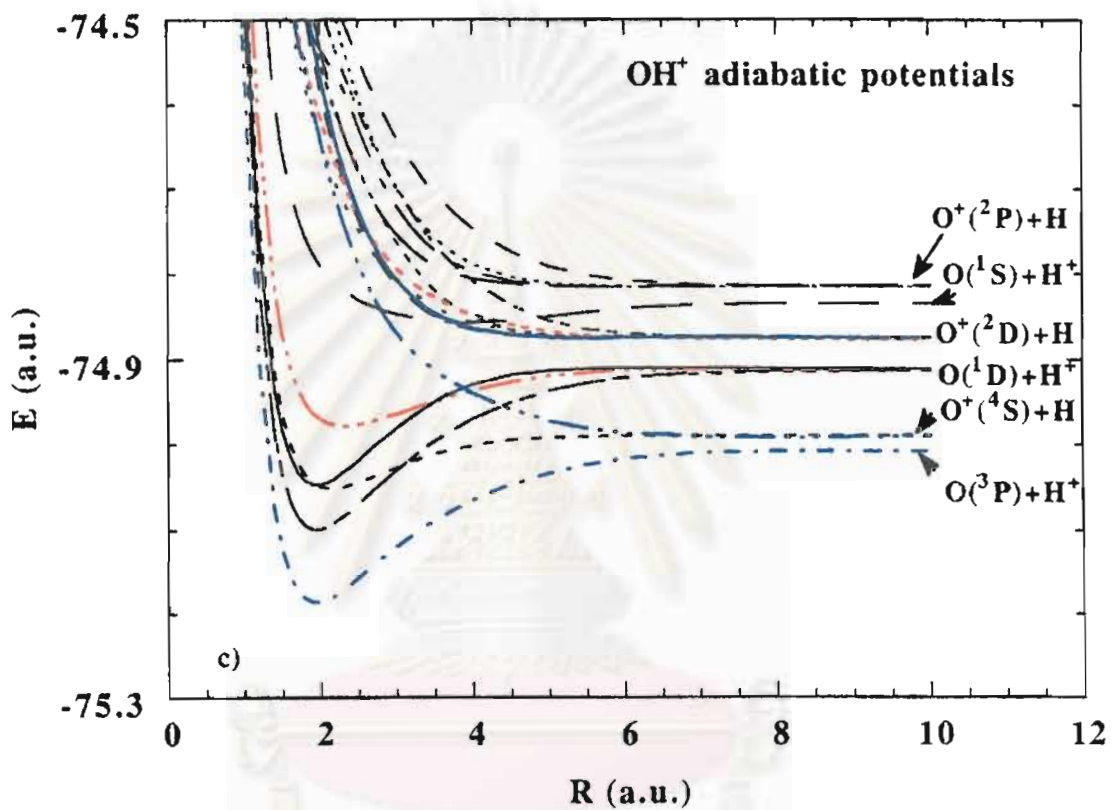 -74.5
OH⁺ adiabatic potentials
O⁺(²P)+H
O(¹S)+H⁺
O⁺(²D)+H
-74.9
O(¹D)+H⁺
O⁺(⁴S)+H
E (a.u.)
O(³P)+H⁺
c)
-75.3
0 2 4 6 8 10 12
R (a.u.)